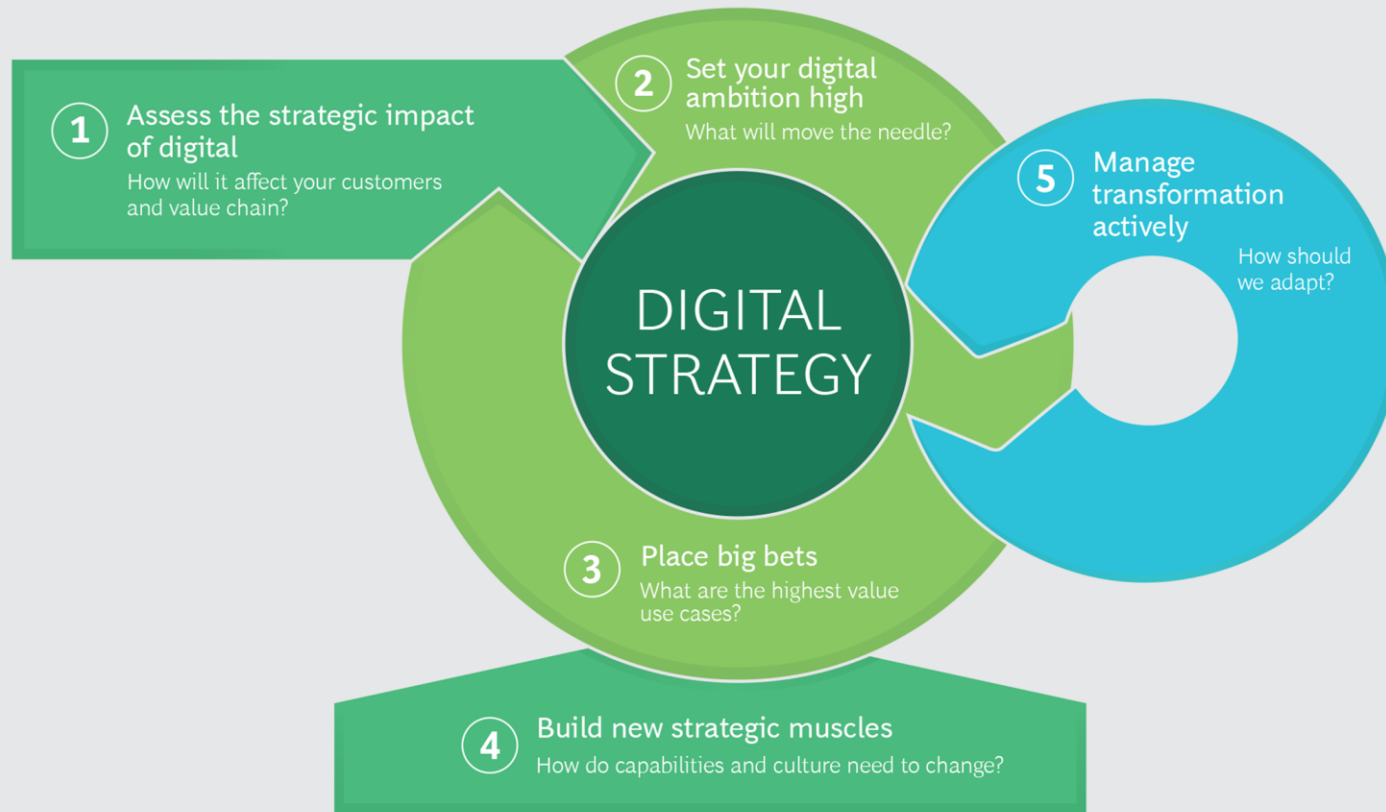 1
Assess the strategic impact
of digital
How will it affect your customers
and value chain?
2
Set your digital
ambition high
What will move the needle?
DIGITAL
STRATEGY
3
Place big bets
What are the highest value
use cases?
4
Build new strategic muscles
How do capabilities and culture need to change?
5
Manage
transformation
actively
How should
we adapt?